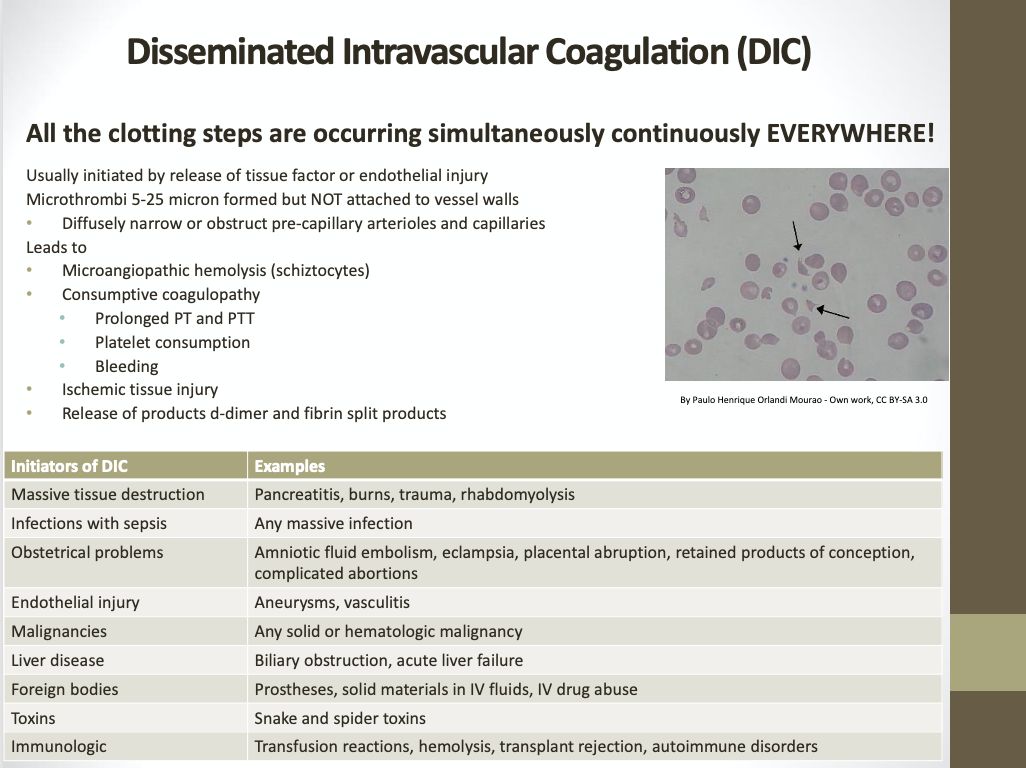 Disseminated Intravascular Coagulation (DIC)
All the clotting steps are occurring simultaneously continuously EVERYWHERE!
Usually initiated by release of tissue factor or endothelial injury
Microthrombi 5-25 micron formed but NOT attached to vessel walls
• Diffusely narrow or obstruct pre-capillary arterioles and capillaries
Leads to
• Microangiopathic hemolysis (schiztocytes)
• Consumptive coagulopathy
• Prolonged PT and PTT
• Platelet consumption
• Bleeding
• Ischemic tissue injury
• Release of products d-dimer and fibrin split products
By Paulo Henrique Orlandi Mourao - Own work, CC BY-SA 3.0
Initiators of DIC Examples
Massive tissue destruction Pancreatitis, burns, trauma, rhabdomyolysis
Infections with sepsis Any massive infection
Obstetrical problems Amniotic fluid embolism, eclampsia, placental abruption, retained products of conception,
complicated abortions
Endothelial injury Aneurysms, vasculitis
Malignancies Any solid or hematologic malignancy
Liver disease Biliary obstruction, acute liver failure
Foreign bodies Prostheses, solid materials in IV fluids, IV drug abuse
Toxins Snake and spider toxins
Immunologic Transfusion reactions, hemolysis, transplant rejection, autoimmune disorders